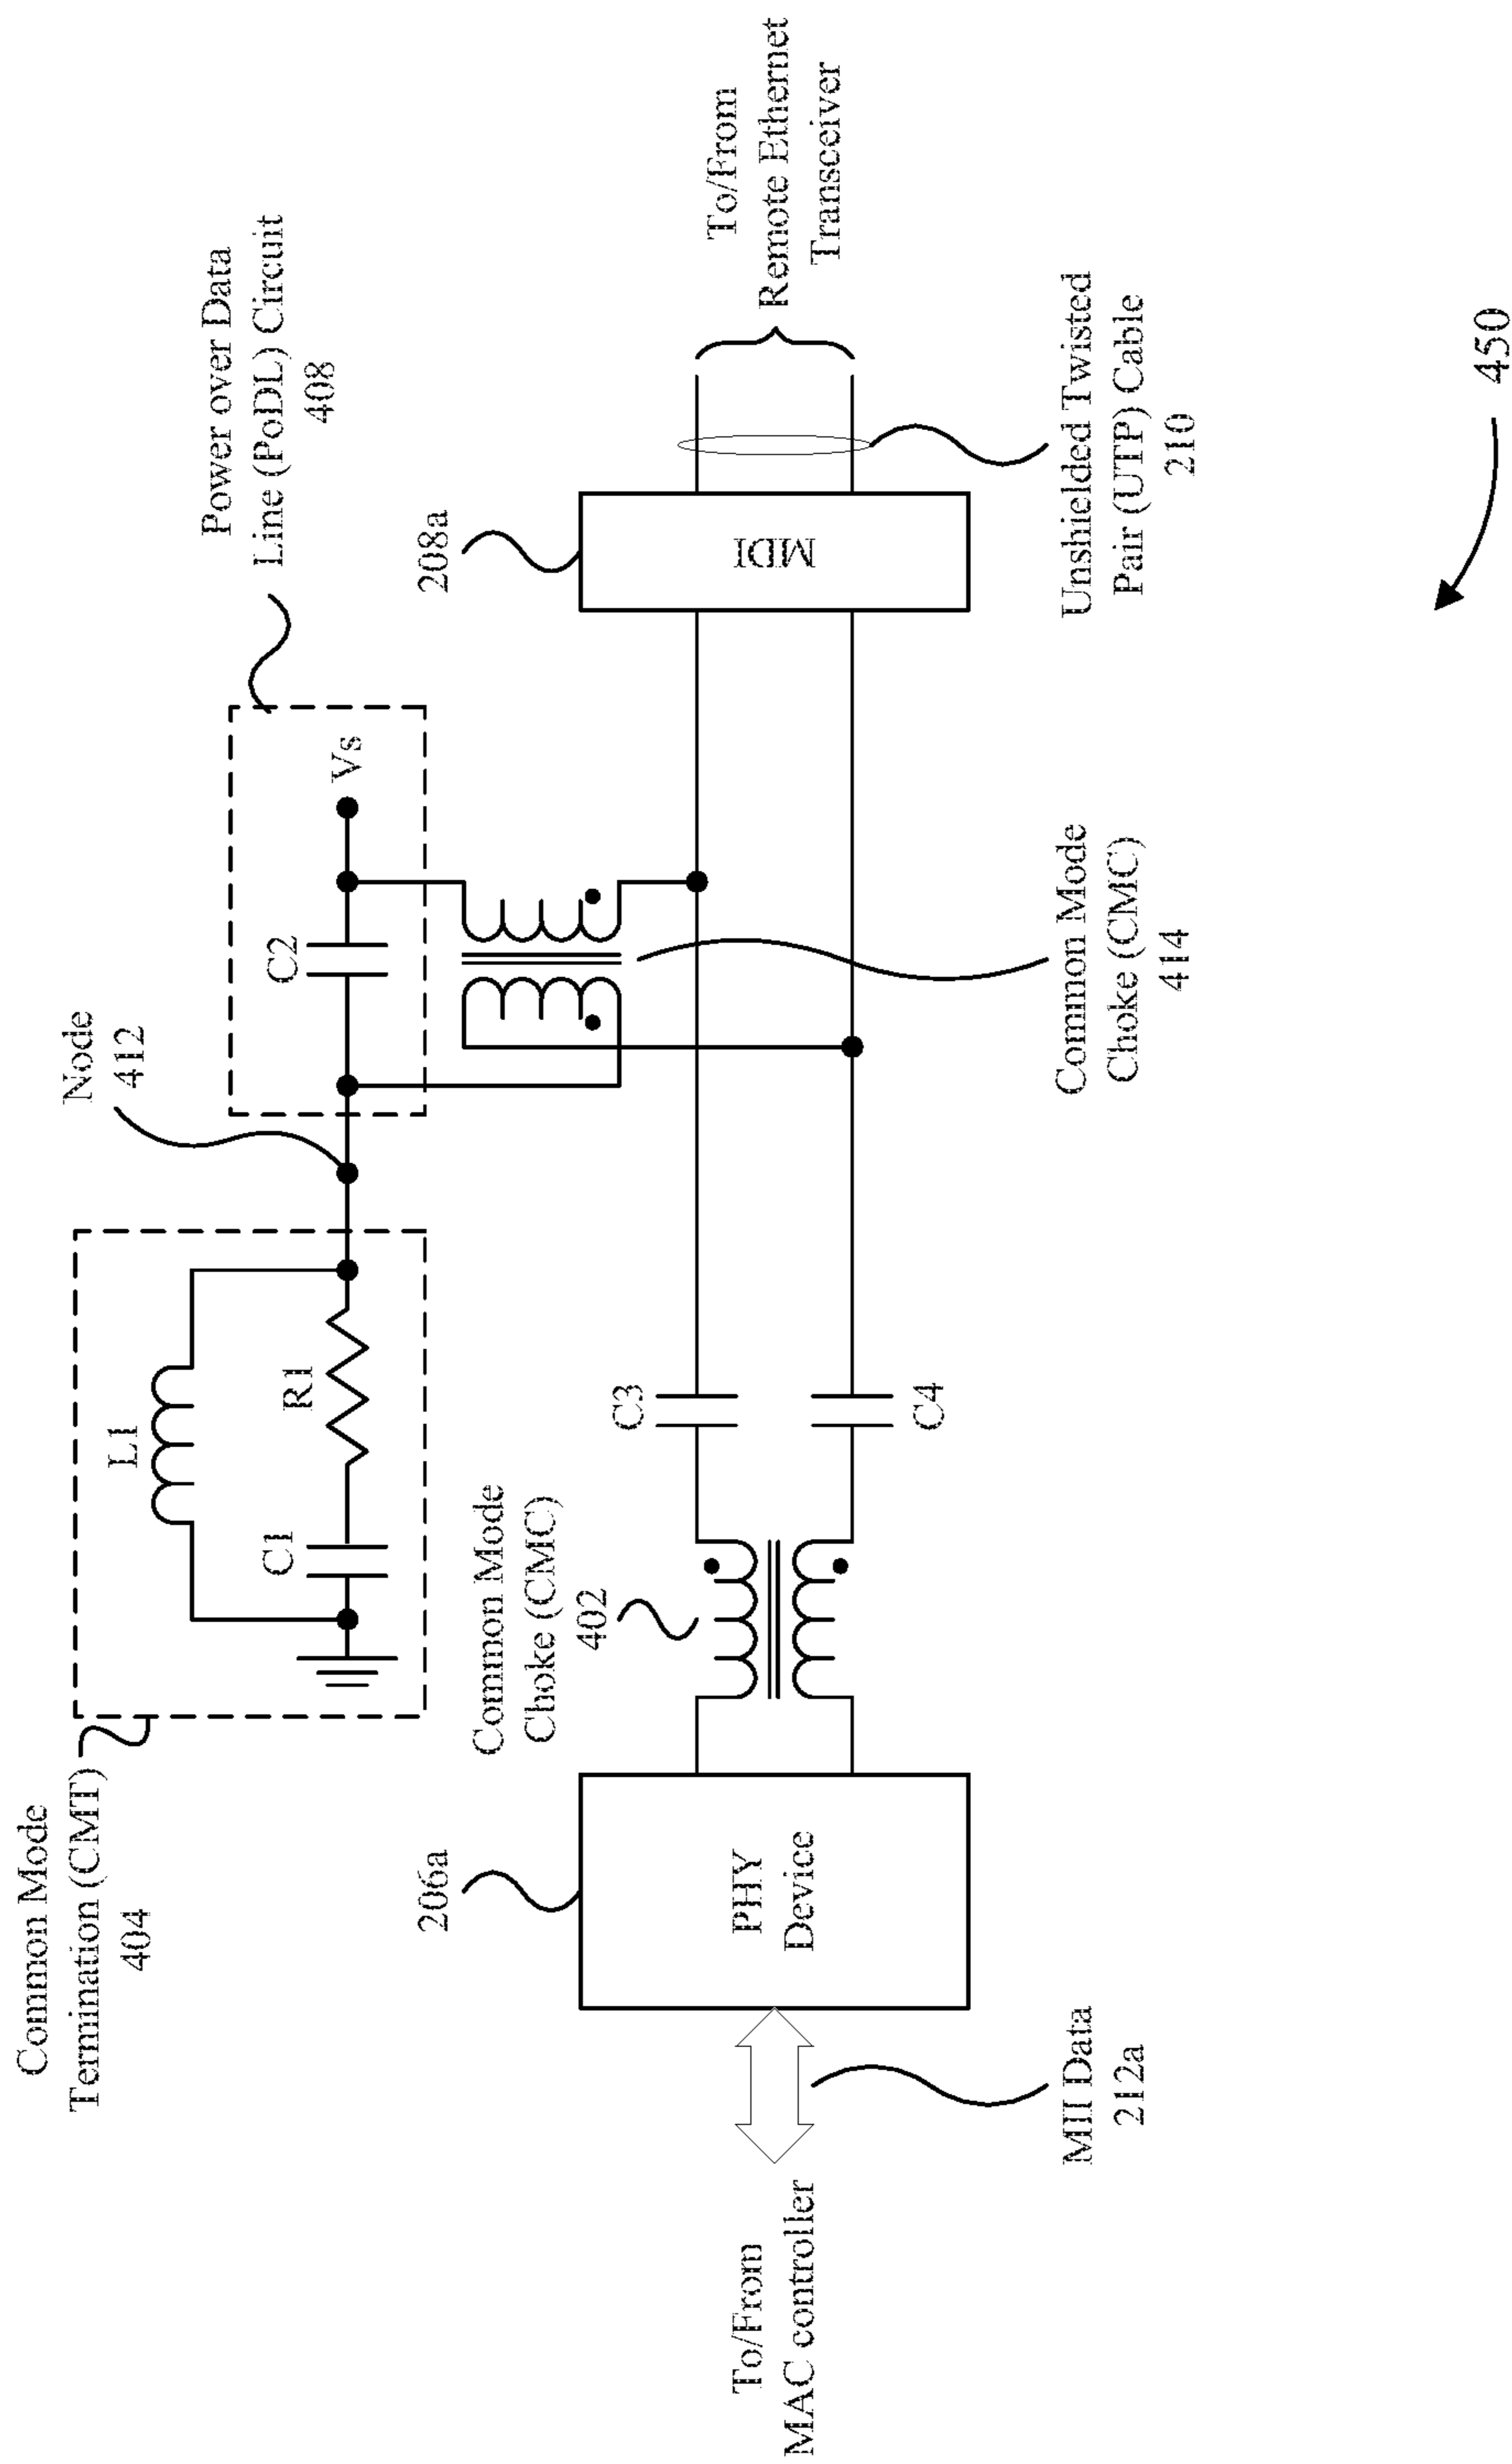 Common Mode
Termination (CMT)
404
Node
412
Power over Data
Line (PoDL) Circuit
408
L1
C1
R1
C2
Vs
Common Mode
Choke (CMC)
402
206a
208a
C3
C4
PHY
Device
MDI
To/From
MAC controller
To/From
Remote Ethernet
Transceiver
MII Data
212a
Common Mode
Choke (CMC)
414
Unshielded Twisted
Pair (UTP) Cable
210
450